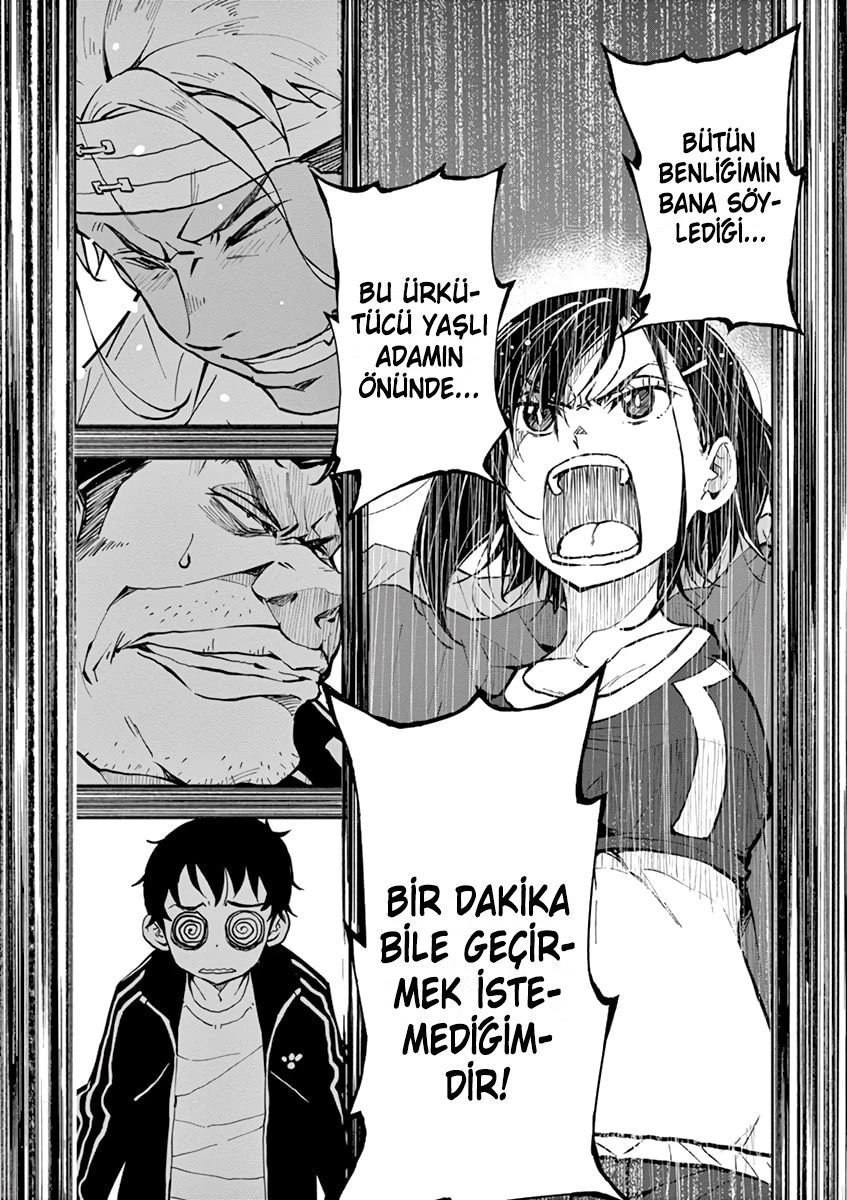 BÜTÜN
BENLİĞİMİN
BANA SÖY-
LEDİĞİ...
BU ÜRKÜ-
TÜCÜ YAŞLI
ADAMIN
ÖNÜNDE...
BİR DAKİKA
BİLE GEÇİR-
MEK İSTE-
MEDİĞİM-
DİR!